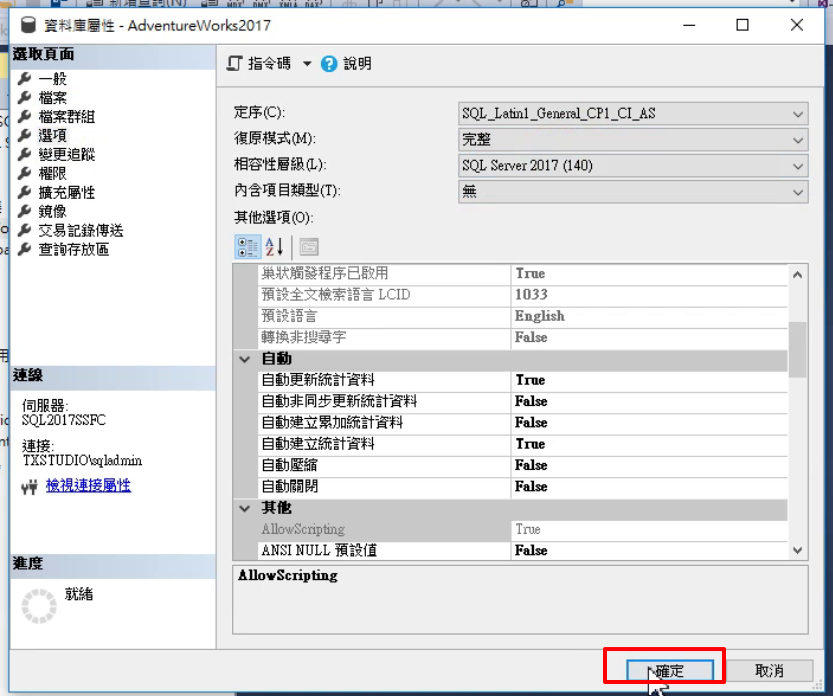 資料庫屬性 - AdventureWorks2017
選取頁面
一般
檔案
檔案群組
選項
變更追蹤
權限
擴充屬性
鏡像
交易記錄傳送
查詢存放區
連線
伺服器:
SQL2017SSFC
連接:
TXSTUDIO\sqladmin
檢視連接屬性
進度
就緒
指令碼 說明
定序(C): SQL_Latin1_General_CP1_CI_AS
復原模式(M): 完整
相容性層級(L): SQL Server 2017 (140)
內含項目類型(T): 無
其他選項(O):
巢狀觸發程序已啟用 True
預設全文檢索語言 LCID 1033
預設語言 English
轉換非搜尋字 False
自動
自動更新統計資料 True
自動非同步更新統計資料 False
自動建立累加統計資料 False
自動建立統計資料 True
自動壓縮 False
自動關閉 False
其他
AllowScripting True
ANSI NULL 預設值 False
AllowScripting
確定 取消